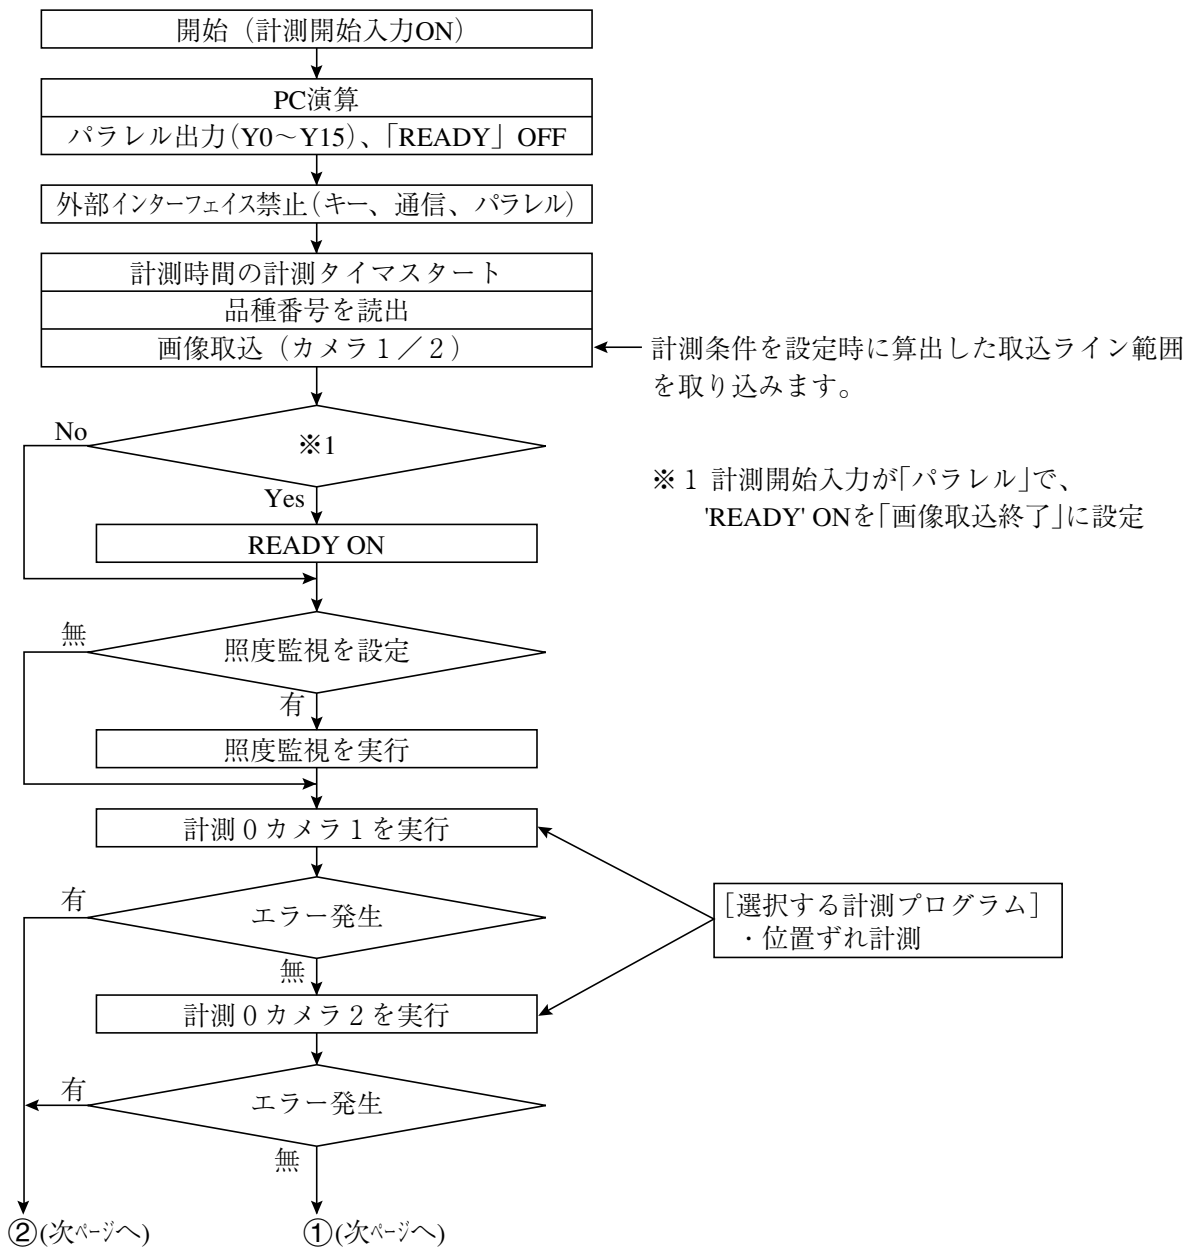 開始（計測開始入力ON）
PC演算
パラレル出力（Y0～Y15）、「READY」OFF
外部インターフェイス禁止（キー、通信、パラレル）
計測時間の計測タイマスタート
品種番号を読出
画像取込（カメラ１／２）
計測条件を設定時に算出した取込ライン範囲
を取り込みます。
No
※1
Yes
※１ 計測開始入力が「パラレル」で、
'READY' ONを「画像取込終了」に設定
READY ON
無
照度監視を設定
有
照度監視を実行
計測０カメラ１を実行
有
エラー発生
無
［選択する計測プログラム］
・位置ずれ計測
計測０カメラ２を実行
有
エラー発生
無
②(次ページへ)
①(次ページへ)